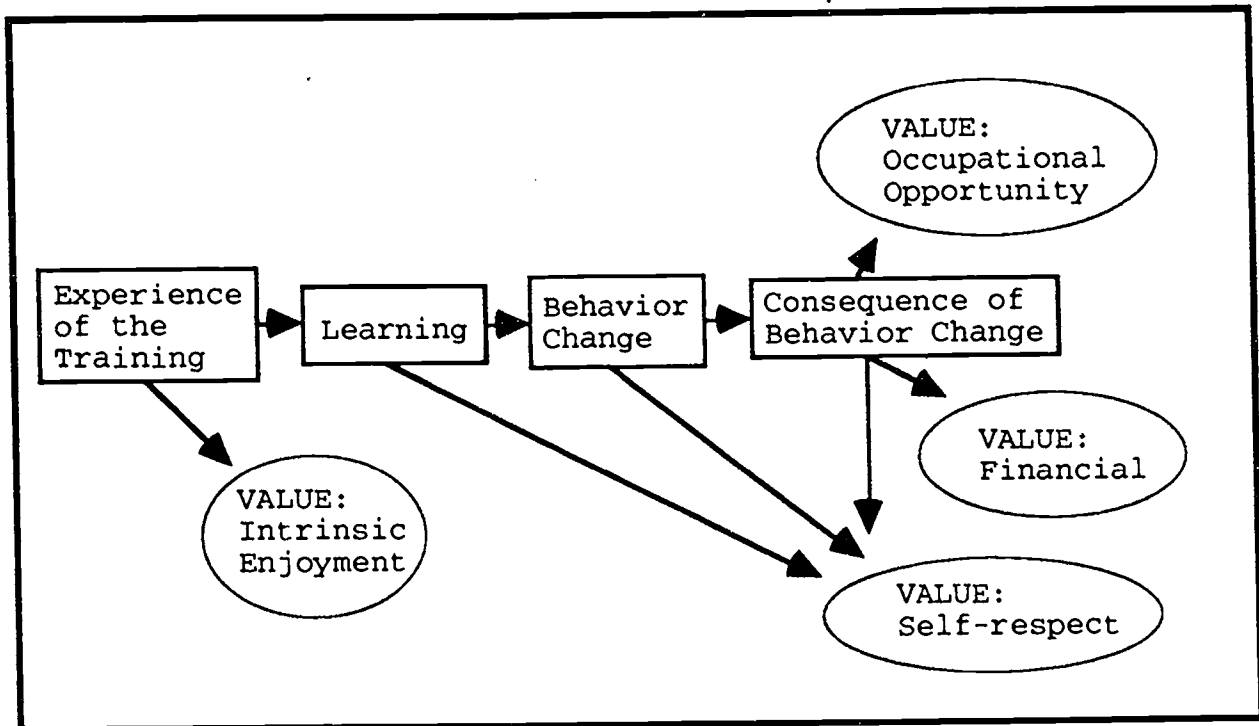 VALUE:
Occupational
Opportunity
Experience
of the
Training
Learning
Behavior
Change
Consequence of
Behavior Change
VALUE:
Financial
VALUE:
Intrinsic
Enjoyment
VALUE:
Self-respect